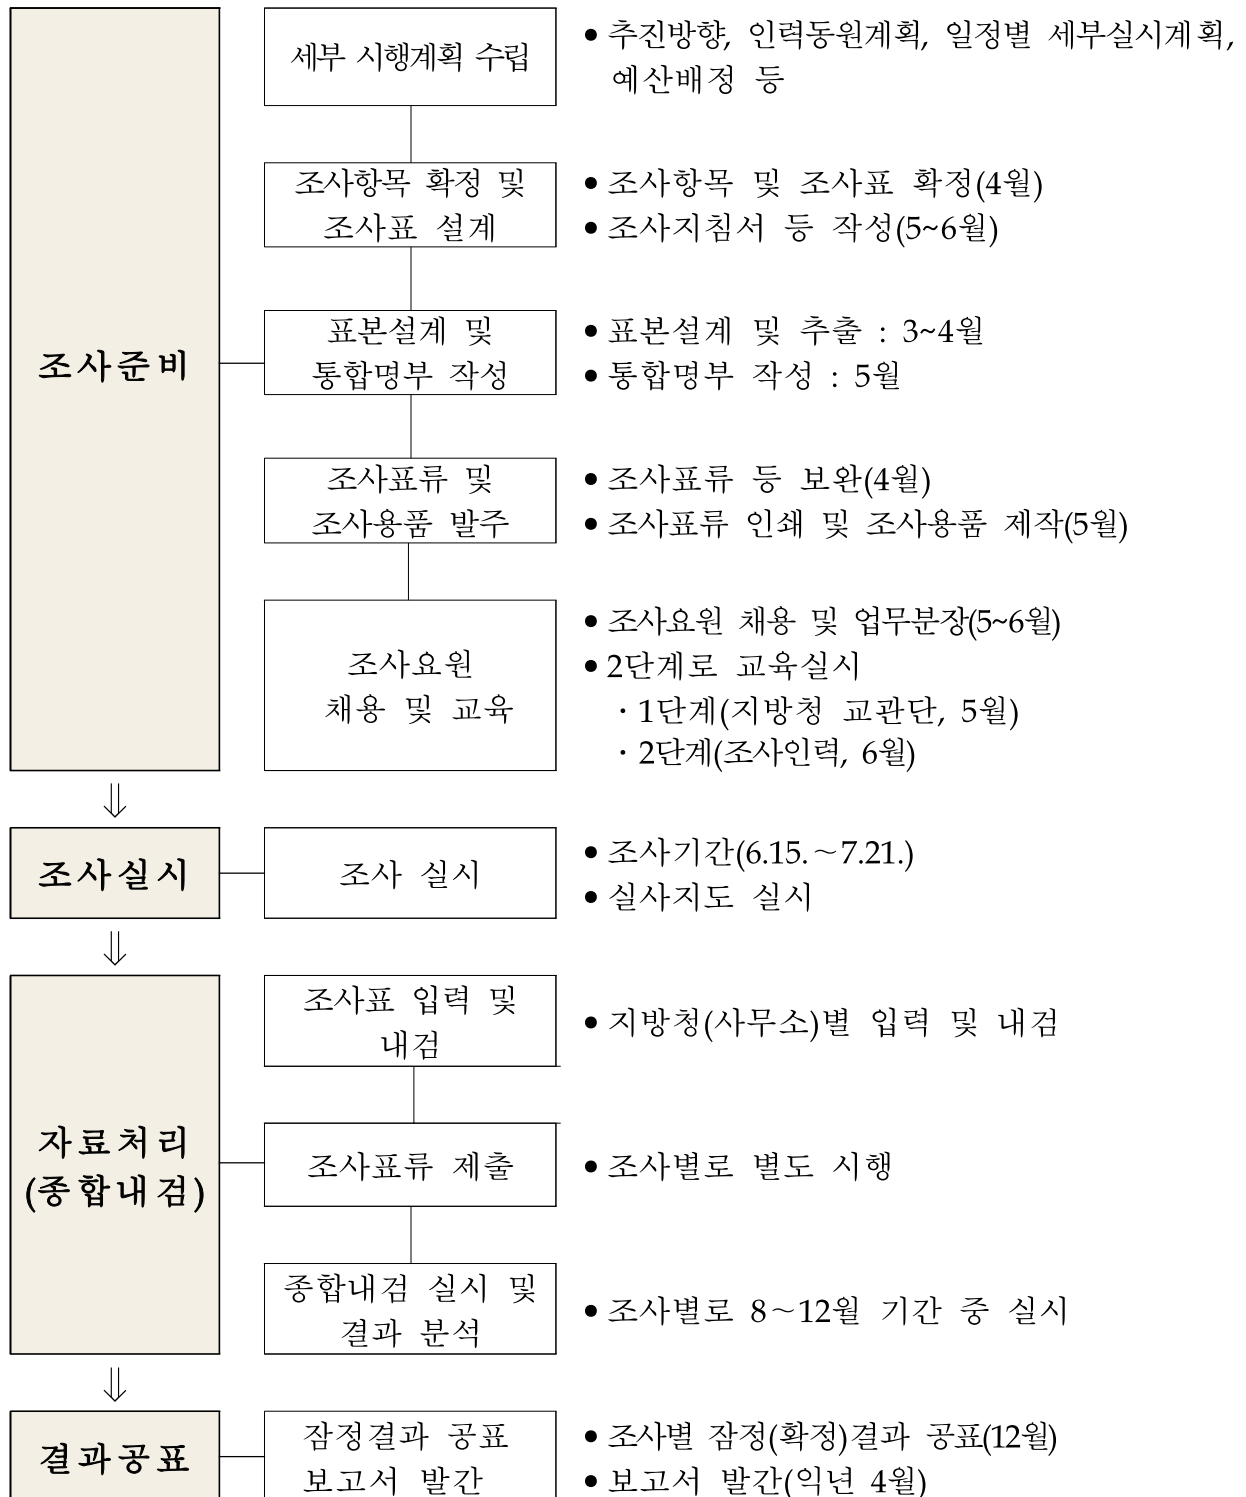 조사준비
세부 시행계획 수립
• 추진방향, 인력동원계획, 일정별 세부실시계획,
예산배정 등
조사항목 확정 및
조사표 설계
• 조사항목 및 조사표 확정(4월)
• 조사지침서 등 작성(5~6월)
표본설계 및
통합명부 작성
• 표본설계 및 추출 : 3~4월
• 통합명부 작성 : 5월
조사표류 및
조사용품 발주
• 조사표류 등 보완(4월)
• 조사표류 인쇄 및 조사용품 제작(5월)
조사요원
채용 및 교육
• 조사요원 채용 및 업무분장(5~6월)
• 2단계로 교육실시
· 1단계(지방청 교관단, 5월)
· 2단계(조사인력, 6월)
⇓
조사실시
조사 실시
• 조사기간(6.15.～7.21.)
• 실사지도 실시
⇓
자료처리
(종합내검)
조사표 입력 및
내검
• 지방청(사무소)별 입력 및 내검
조사표류 제출
• 조사별로 별도 시행
종합내검 실시 및
결과 분석
• 조사별로 8～12월 기간 중 실시
⇓
결과공표
잠정결과 공표
보고서 발간
• 조사별 잠정(확정)결과 공표(12월)
• 보고서 발간(익년 4월)